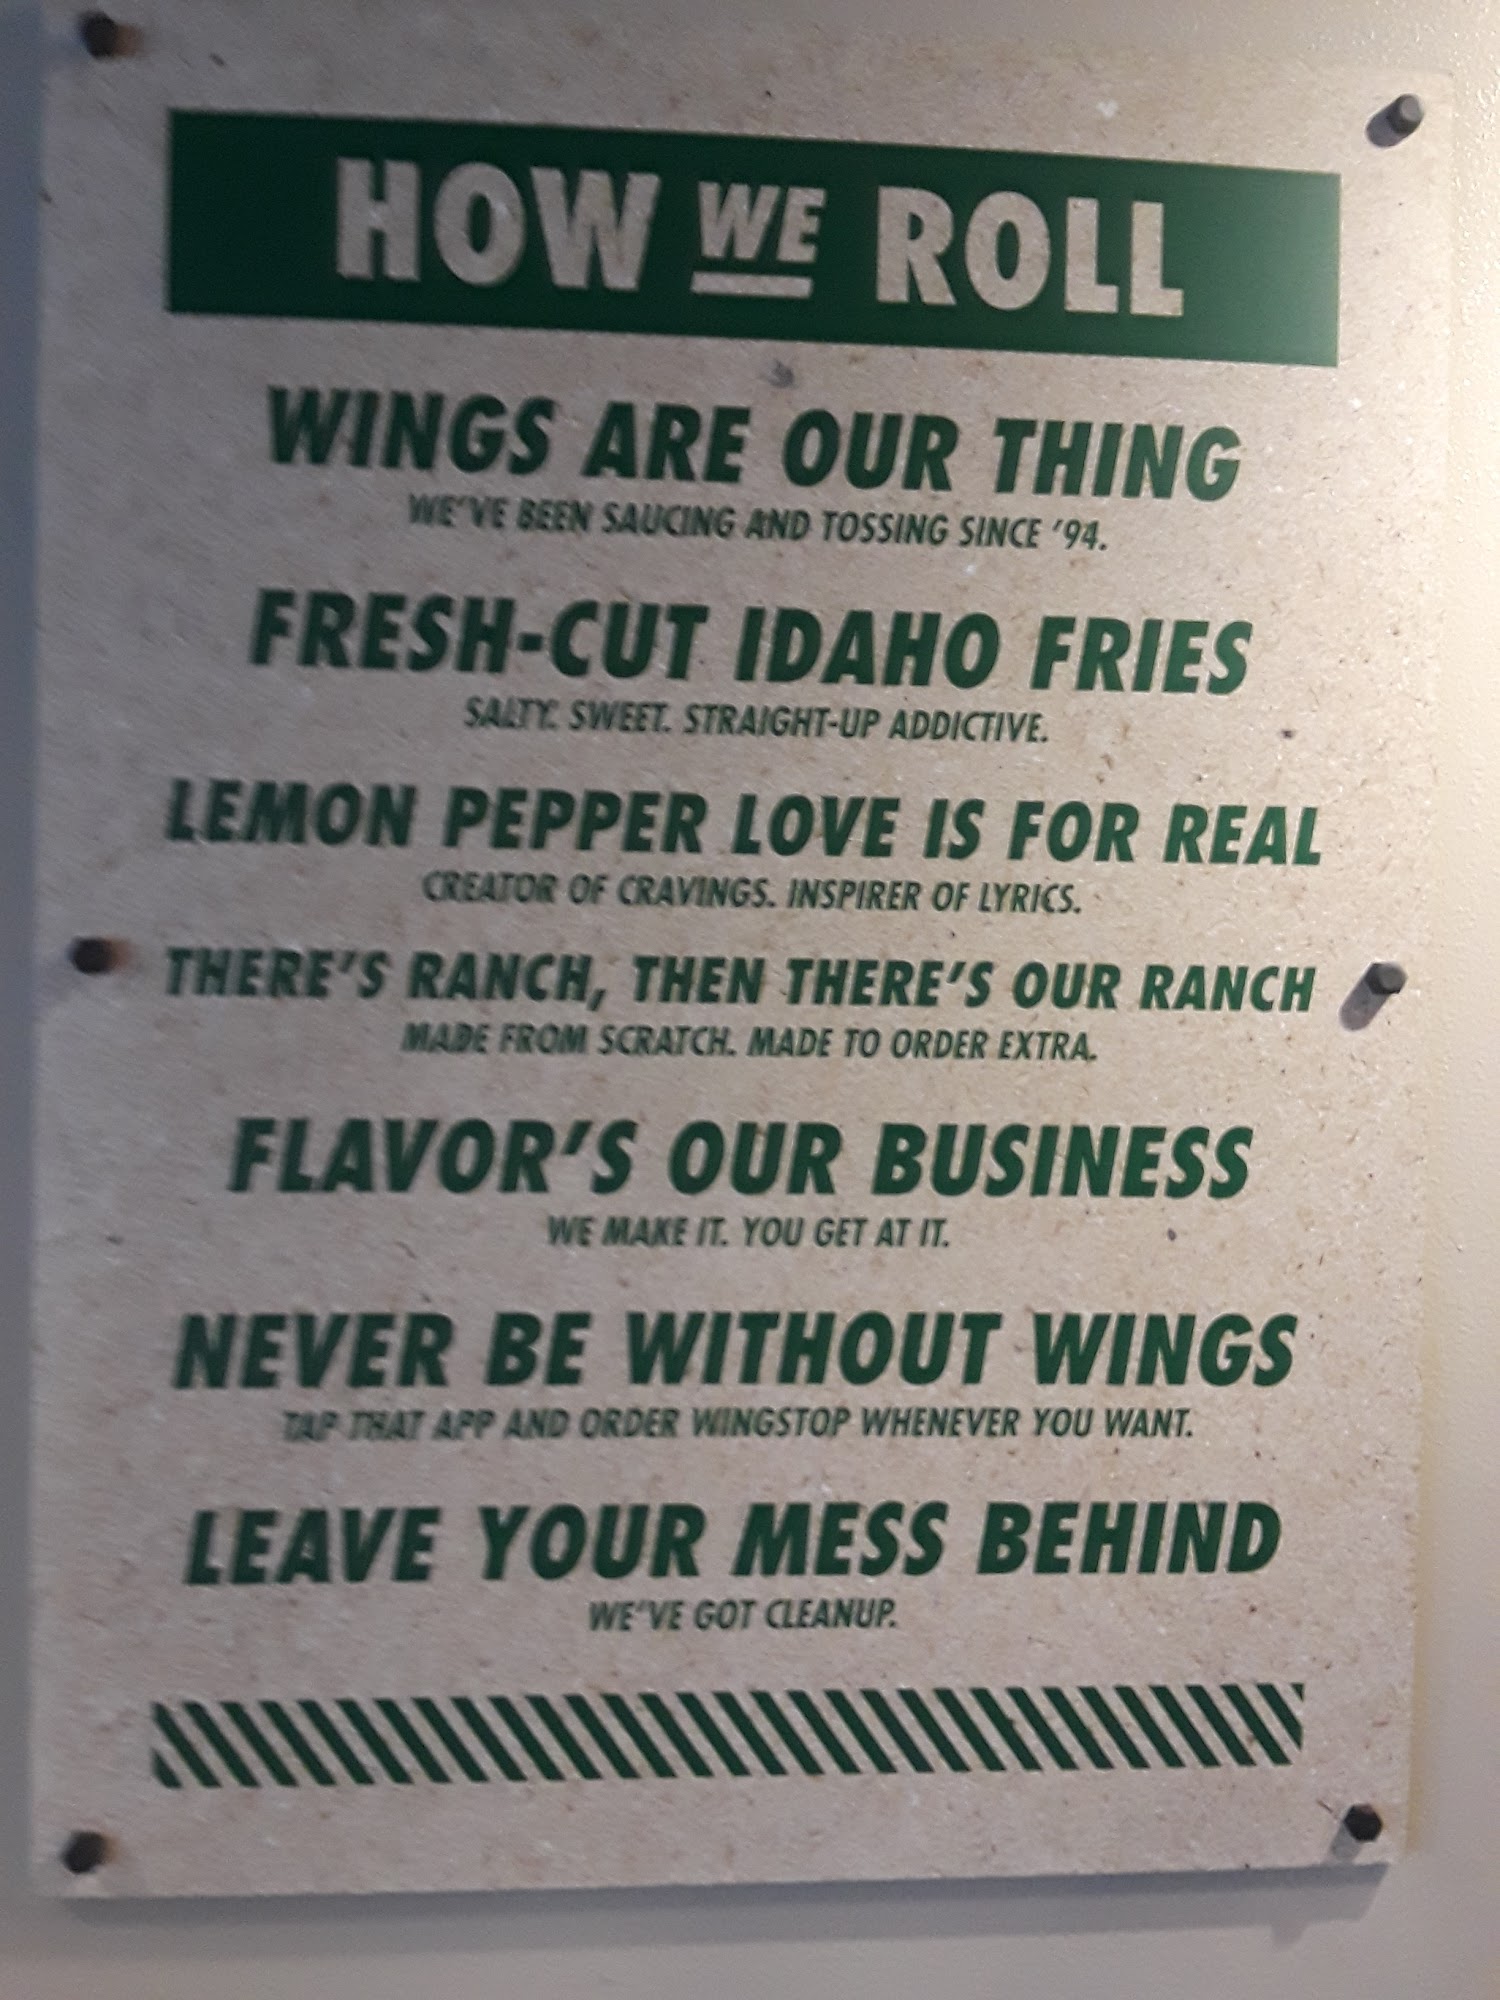 HOW WE ROLL
WINGS ARE OUR THING
WE'VE BEEN SAUCING AND TOSSING SINCE '94.
FRESH-CUT IDAHO FRIES
SALTY. SWEET. STRAIGHT-UP ADDICTIVE.
LEMON PEPPER LOVE IS FOR REAL
CREATOR OF CRAVINGS. INSPIRER OF LYRICS.
THERE'S RANCH, THEN THERE'S OUR RANCH
MADE FROM SCRATCH. MADE TO ORDER EXTRA.
FLAVOR'S OUR BUSINESS
WE MAKE IT. YOU GET AT IT.
NEVER BE WITHOUT WINGS
TAP THAT APP AND ORDER WINGSTOP WHENEVER YOU WANT.
LEAVE YOUR MESS BEHIND
WE'VE GOT CLEANUP.